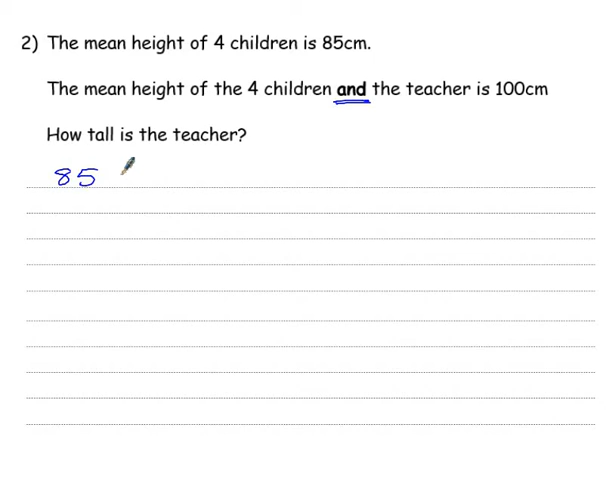 2) The mean height of 4 children is 85cm.
The mean height of the 4 children and the teacher is 100cm
How tall is the teacher?
85